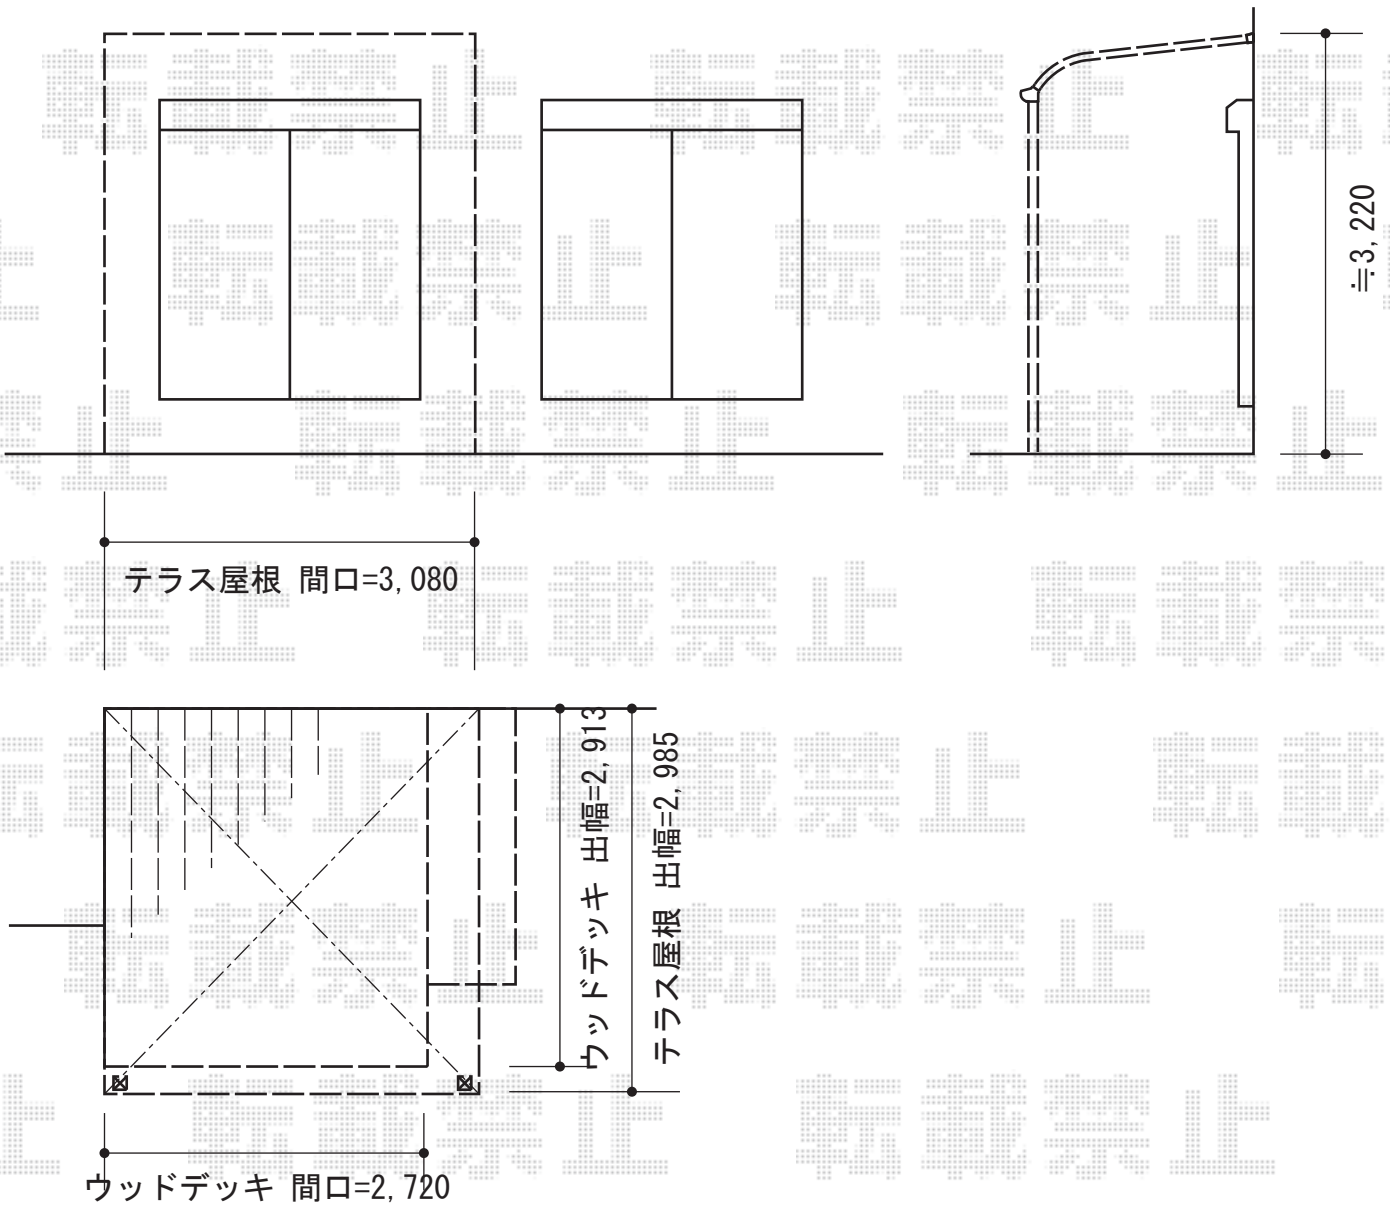 ≒3,220
テラス屋根 間口=3,080
ウッドデッキ 出幅=2,913
テラス屋根 出幅=2,985
ウッドデッキ 間口=2,720
転載禁止